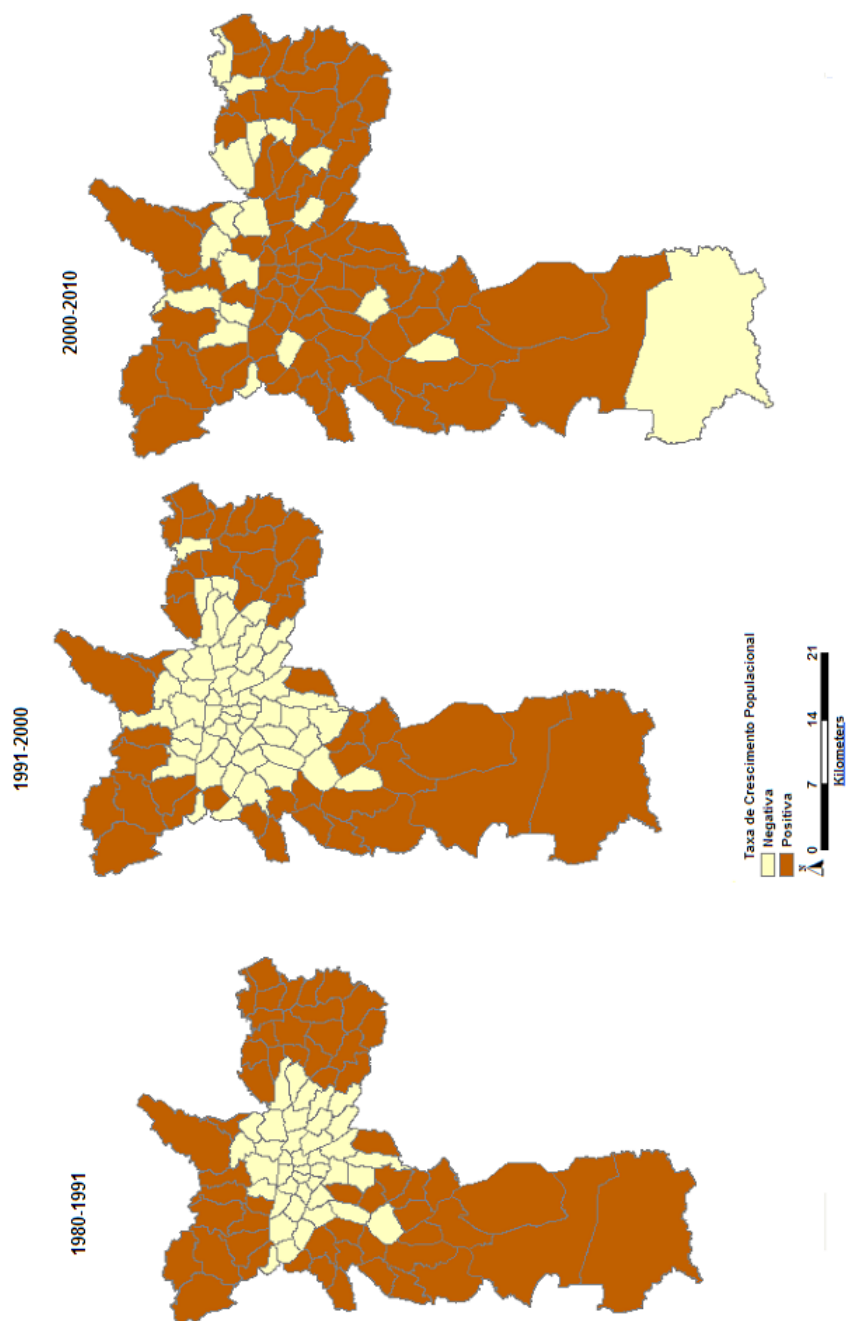 1980-1991
1991-2000
2000-2010
Taxa de Crescimento Populacional
Negativa
Positiva
N
0 7 14 21
Kilometers